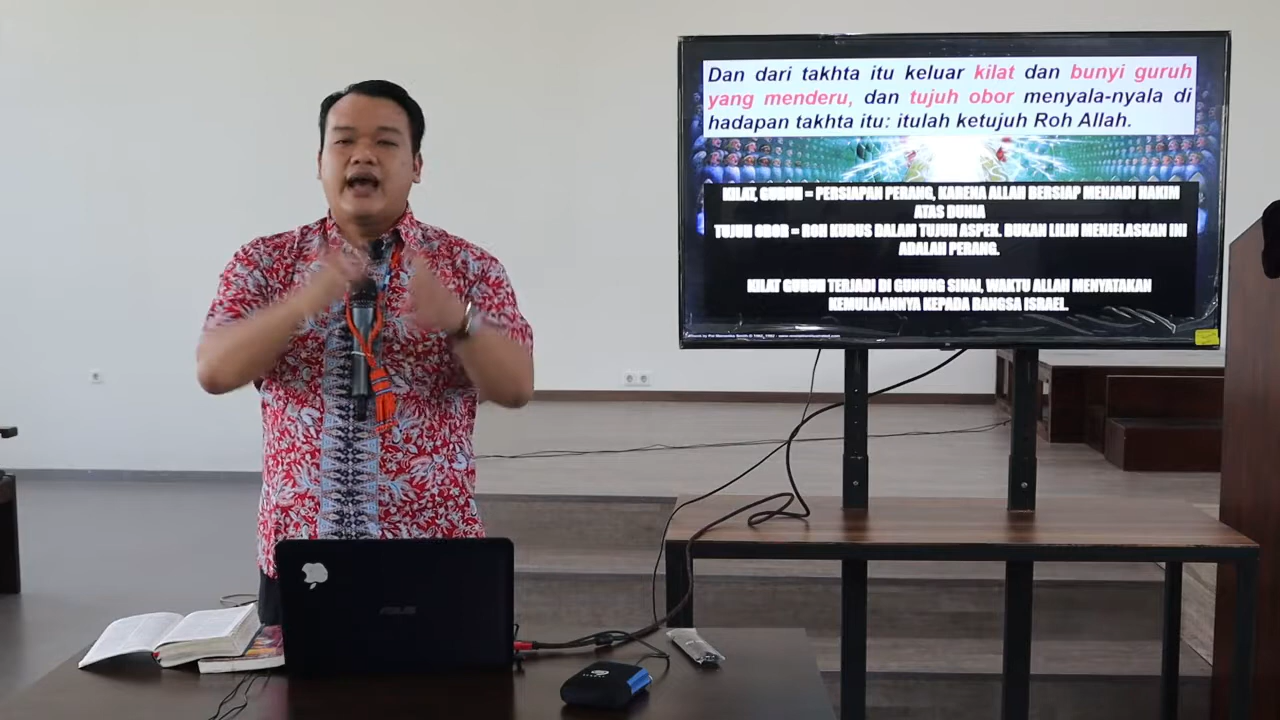 Dan dari takhta itu keluar kilat dan bunyi guruh
yang menderu, dan tujuh obor menyala-nyala di
hadapan takhta itu: itulah ketujuh Roh Allah.
KILAT, GURUH = PERSIAPAN PERANG, KARENA ALLAH BERSIAP MENJADI HAKIM
ATAS DUNIA
TUJUH OBOR = ROH KUDUS DALAM TUJUH ASPEK. BUKAN LILIN MENJELASKAN INI
ADALAH PERANG.
KILAT GURUH TERJADI DI GUNUNG SINAI, WAKTU ALLAH MENYATAKAN
KEMULIAANNYA KEPADA BANGSA ISRAEL.
ASUS